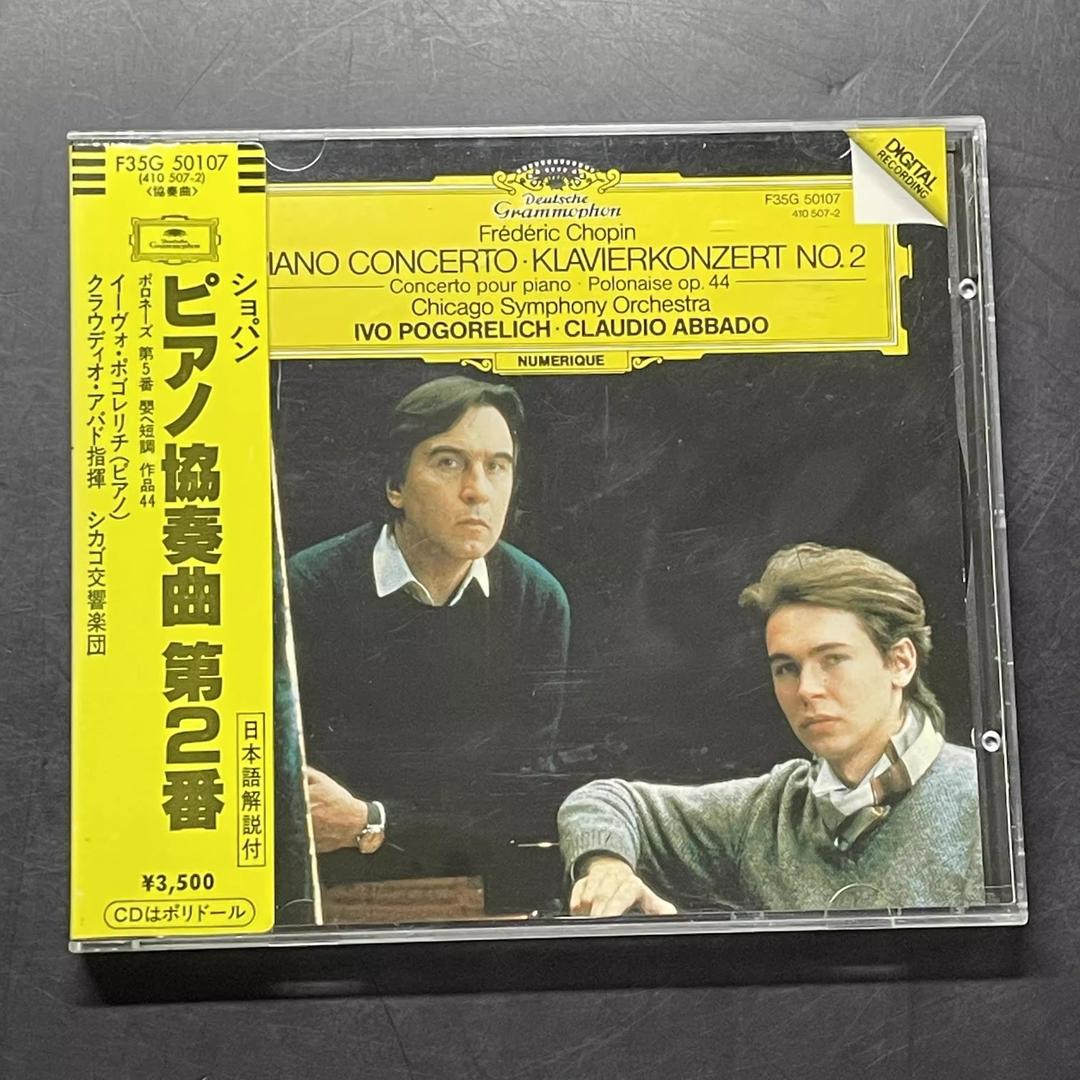 F35G 50107
(410 507-2)
〈協奏曲〉
Deutsche
Grammophon
ショパン
ピアノ協奏曲 第2番
ポロネーズ 第5番 嬰ヘ短調 作品44
イーヴォ・ポゴレリチ(ピアノ)
クラウディオ・アバド指揮 シカゴ交響楽団
日本語解説付
¥3,500
CDはポリドール
Deutsche
Grammophon
F35G 50107
410 507-2
DIGITAL
RECORDING
Frédéric Chopin
IANO CONCERTO · KLAVIERKONZERT NO. 2
Concerto pour piano · Polonaise op. 44
Chicago Symphony Orchestra
IVO POGORELICH · CLAUDIO ABBADO
NUMERIQUE